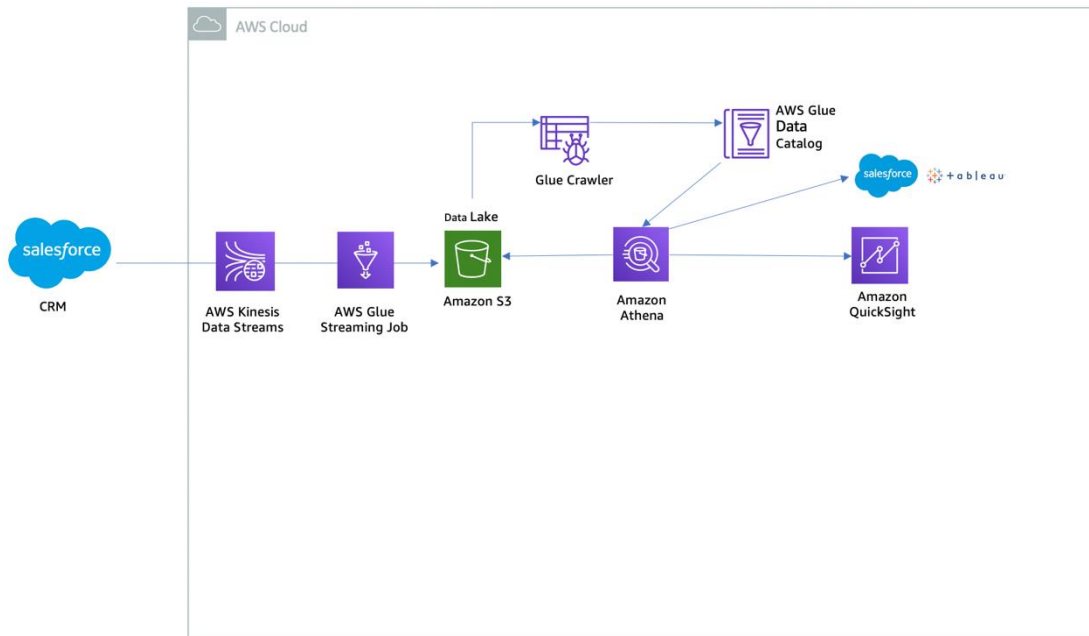 AWS Cloud
AWS Glue
Data
Catalog
Glue Crawler
salesforce
+ableau
Data Lake
salesforce
CRM
AWS Kinesis
Data Streams
AWS Glue
Streaming Job
Amazon S3
Amazon
Athena
Amazon
QuickSight